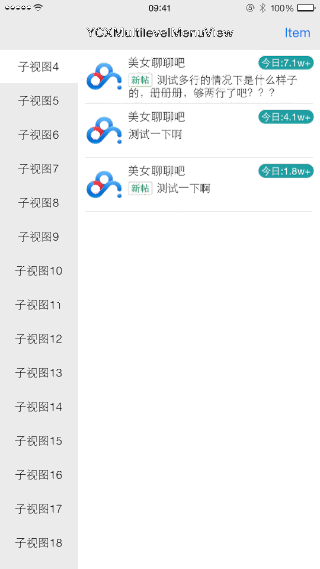 09:41
100%
YCXMultilevelMenuView
Item
子视图4
子视图5
子视图6
子视图7
子视图8
子视图9
子视图10
子视图11
子视图12
子视图13
子视图14
子视图15
子视图16
子视图17
子视图18
美女聊聊吧
今日:7.1w+
新帖 测试多行的情况下是什么样子
的，册册册，够两行了吧？？？
美女聊聊吧
今日:4.1w+
测试一下啊
美女聊聊吧
今日:1.8w+
新帖 测试一下啊